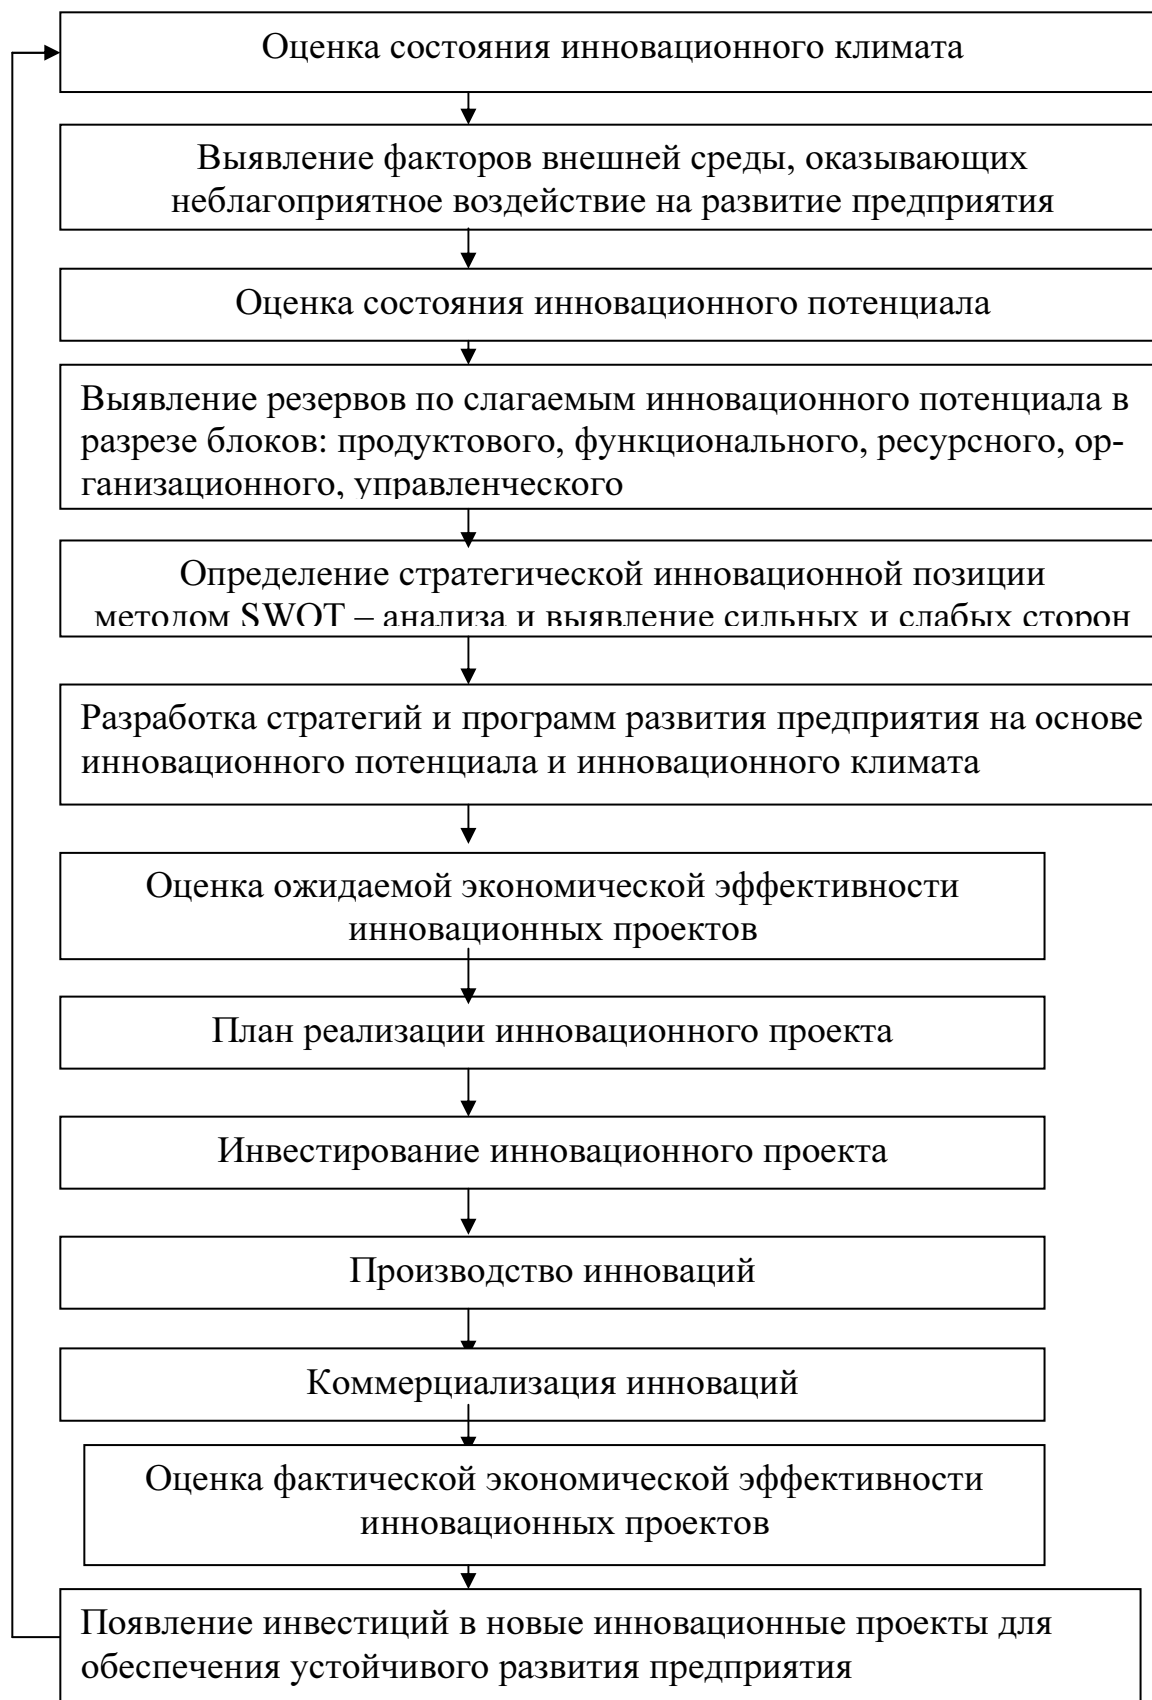 Оценка состояния инновационного климата
Выявление факторов внешней среды, оказывающих
неблагоприятное воздействие на развитие предприятия
Оценка состояния инновационного потенциала
Выявление резервов по слагаемым инновационного потенциала в
разрезе блоков: продуктового, функционального, ресурсного, ор-
ганизационного, управленческого
Определение стратегической инновационной позиции
методом SWOT – анализа и выявление сильных и слабых сторон
Разработка стратегий и программ развития предприятия на основе
инновационного потенциала и инновационного климата
Оценка ожидаемой экономической эффективности
инновационных проектов
План реализации инновационного проекта
Инвестирование инновационного проекта
Производство инноваций
Коммерциализация инноваций
Оценка фактической экономической эффективности
инновационных проектов
Появление инвестиций в новые инновационные проекты для
обеспечения устойчивого развития предприятия